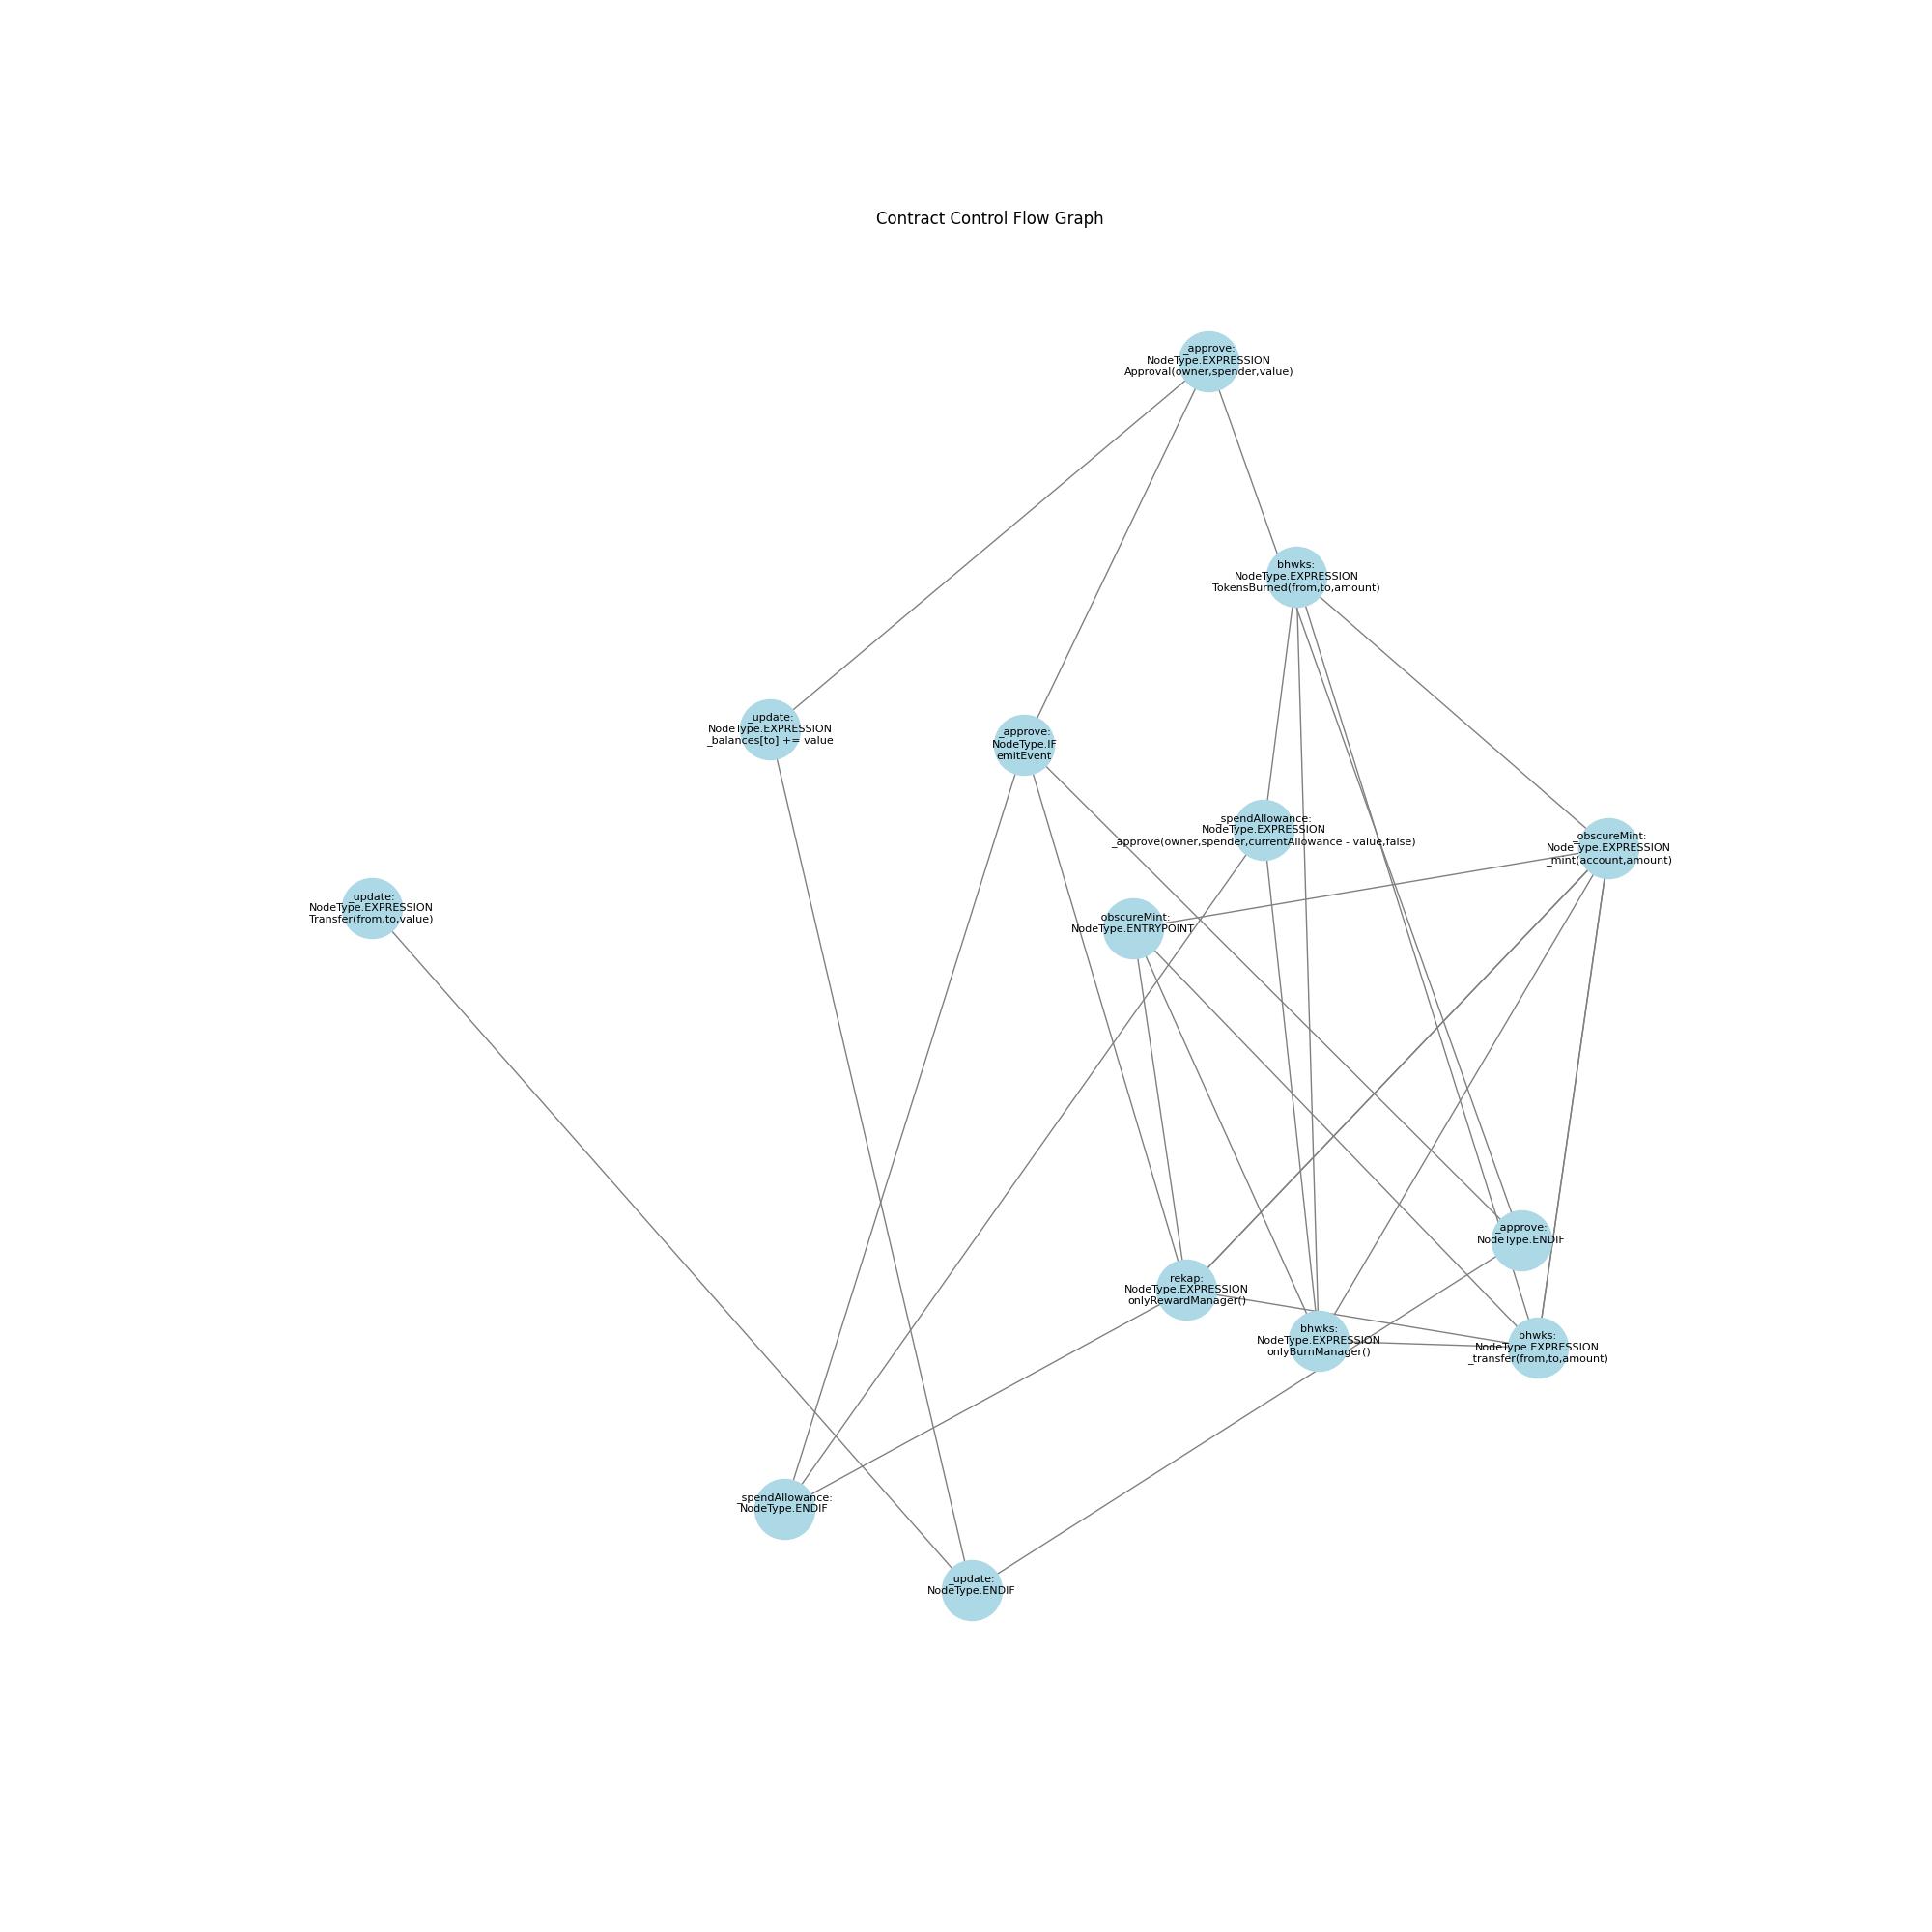 Contract Control Flow Graph
_approve:
NodeType.EXPRESSION
Approval(owner,spender,value)
bhwks:
NodeType.EXPRESSION
TokensBurned(from,to,amount)
_update:
NodeType.EXPRESSION
_balances[to] += value
_approve:
NodeType.IF
emitEvent
_spendAllowance:
NodeType.EXPRESSION
_approve(owner,spender,currentAllowance - value,false)
_obscureMint:
NodeType.EXPRESSION
_mint(account,amount)
_update:
NodeType.EXPRESSION
Transfer(from,to,value)
_obscureMint:
NodeType.ENTRYPOINT
_approve:
NodeType.ENDIF
rekap:
NodeType.EXPRESSION
onlyRewardManager()
bhwks:
NodeType.EXPRESSION
onlyBurnManager()
bhwks:
NodeType.EXPRESSION
_transfer(from,to,amount)
_spendAllowance:
NodeType.ENDIF
_update:
NodeType.ENDIF